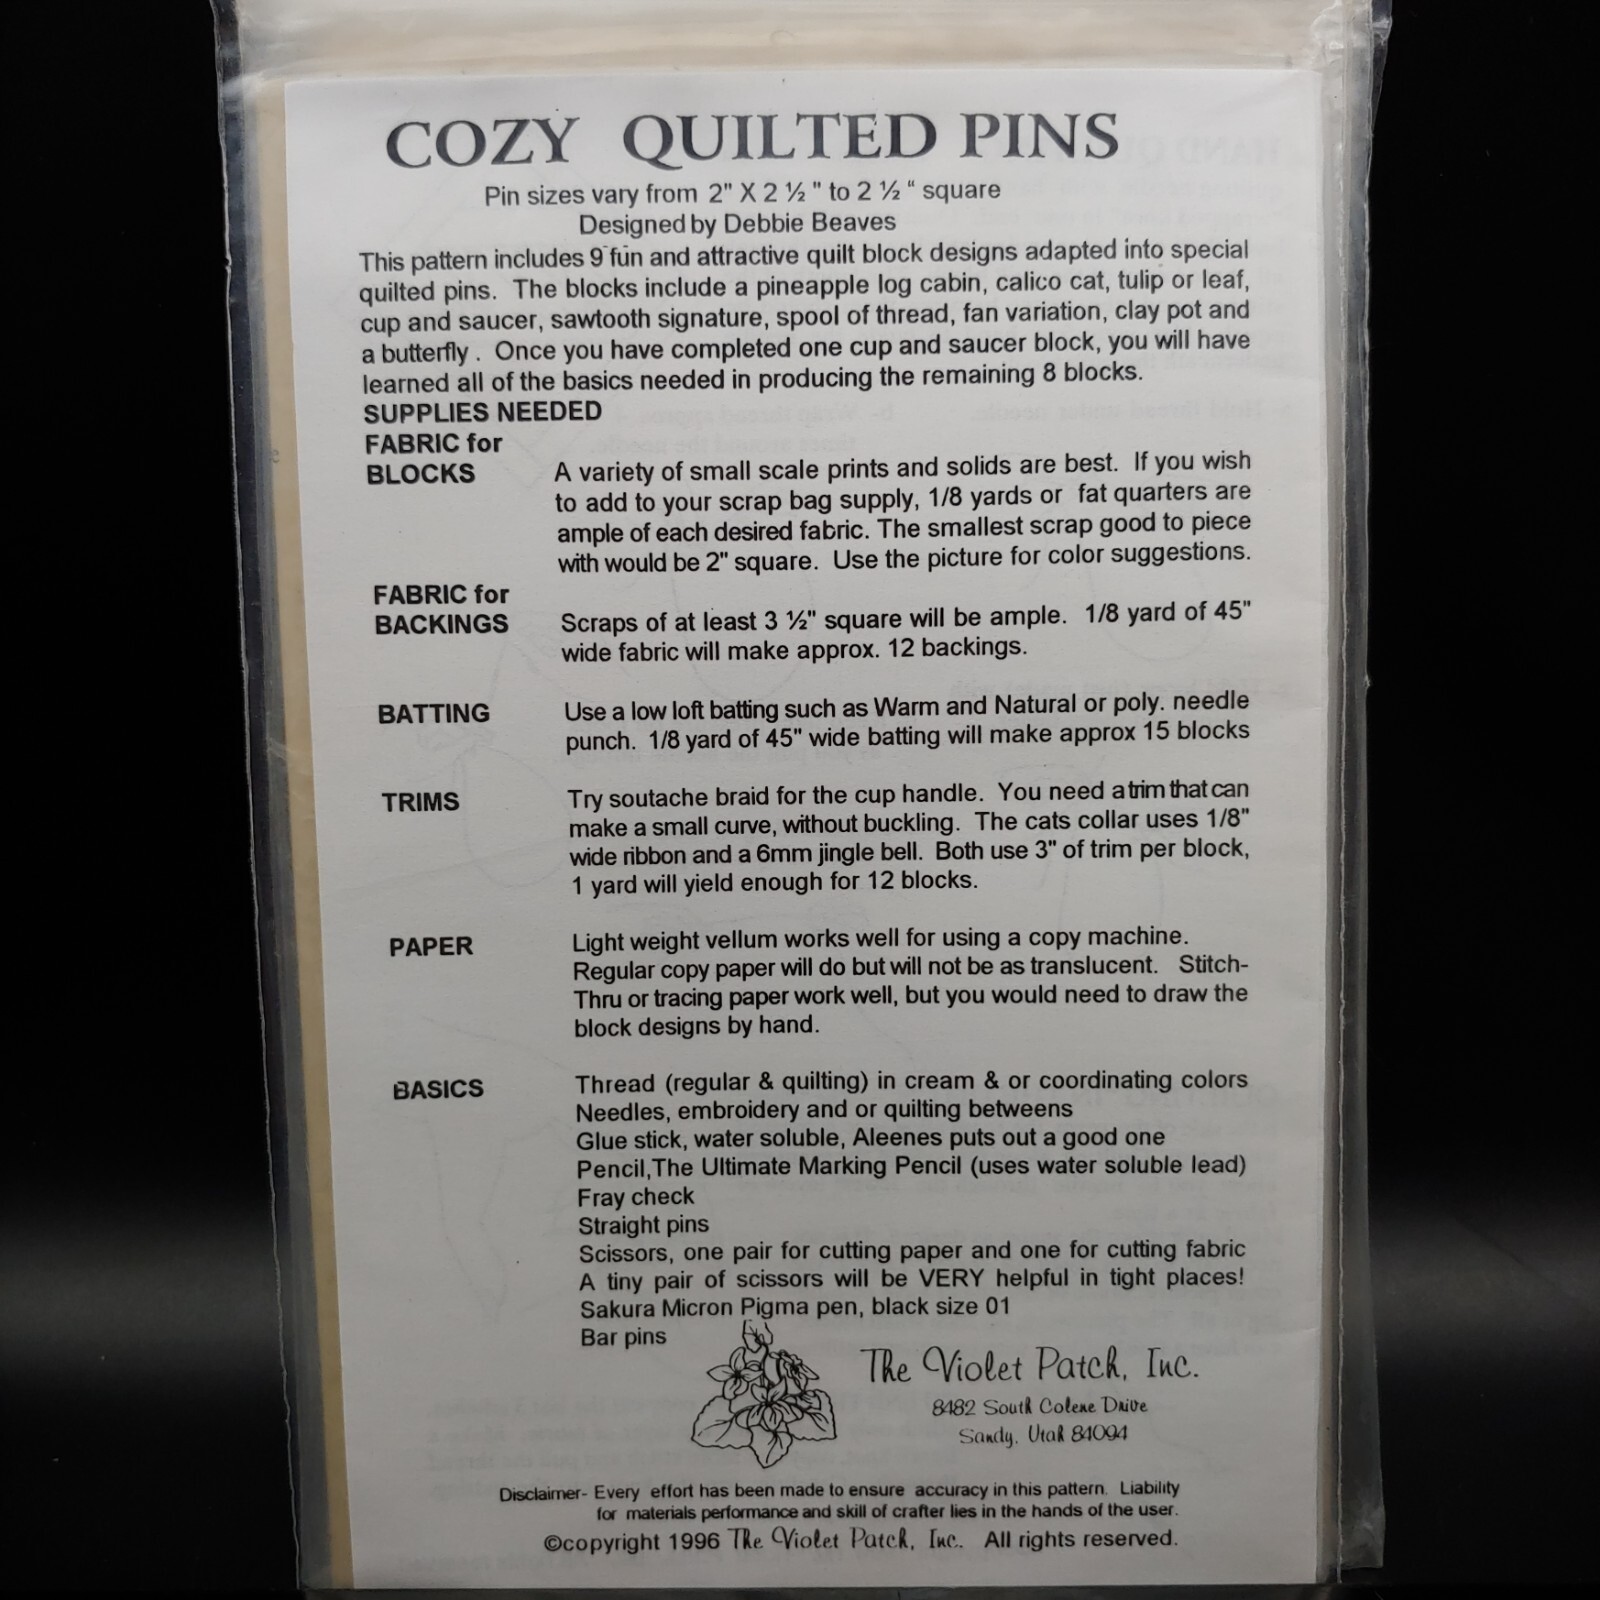 COZY QUILTED PINS
Pin sizes vary from 2" X 2 ½ " to 2 ½ “ square
Designed by Debbie Beaves
This pattern includes 9 fun and attractive quilt block designs adapted into special
quilted pins. The blocks include a pineapple log cabin, calico cat, tulip or leaf,
cup and saucer, sawtooth signature, spool of thread, fan variation, clay pot and
a butterfly . Once you have completed one cup and saucer block, you will have
learned all of the basics needed in producing the remaining 8 blocks.
SUPPLIES NEEDED
FABRIC for
BLOCKS A variety of small scale prints and solids are best. If you wish
to add to your scrap bag supply, 1/8 yards or fat quarters are
ample of each desired fabric. The smallest scrap good to piece
with would be 2" square. Use the picture for color suggestions.
FABRIC for
BACKINGS Scraps of at least 3 ½" square will be ample. 1/8 yard of 45"
wide fabric will make approx. 12 backings.
BATTING Use a low loft batting such as Warm and Natural or poly. needle
punch. 1/8 yard of 45" wide batting will make approx 15 blocks
TRIMS Try soutache braid for the cup handle. You need a trim that can
make a small curve, without buckling. The cats collar uses 1/8"
wide ribbon and a 6mm jingle bell. Both use 3" of trim per block,
1 yard will yield enough for 12 blocks.
PAPER Light weight vellum works well for using a copy machine.
Regular copy paper will do but will not be as translucent. Stitch-
Thru or tracing paper work well, but you would need to draw the
block designs by hand.
BASICS Thread (regular & quilting) in cream & or coordinating colors
Needles, embroidery and or quilting betweens
Glue stick, water soluble, Aleenes puts out a good one
Pencil,The Ultimate Marking Pencil (uses water soluble lead)
Fray check
Straight pins
Scissors, one pair for cutting paper and one for cutting fabric
A tiny pair of scissors will be VERY helpful in tight places!
Sakura Micron Pigma pen, black size 01
Bar pins
The Violet Patch, Inc.
8482 South Colene Drive
Sandy, Utah 84094
Disclaimer- Every effort has been made to ensure accuracy in this pattern. Liability
for materials performance and skill of crafter lies in the hands of the user.
©copyright 1996 The Violet Patch, Inc. All rights reserved.